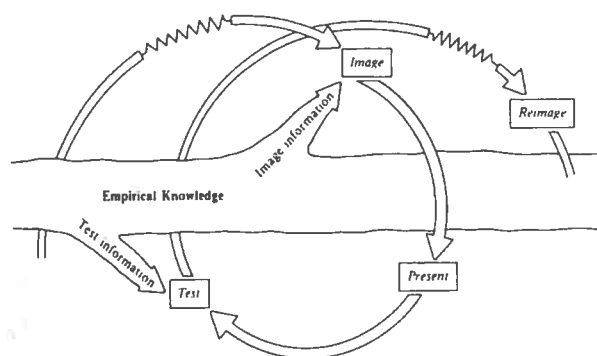 Image
Reimage
Image information
Empirical Knowledge
Test information
Present
Test